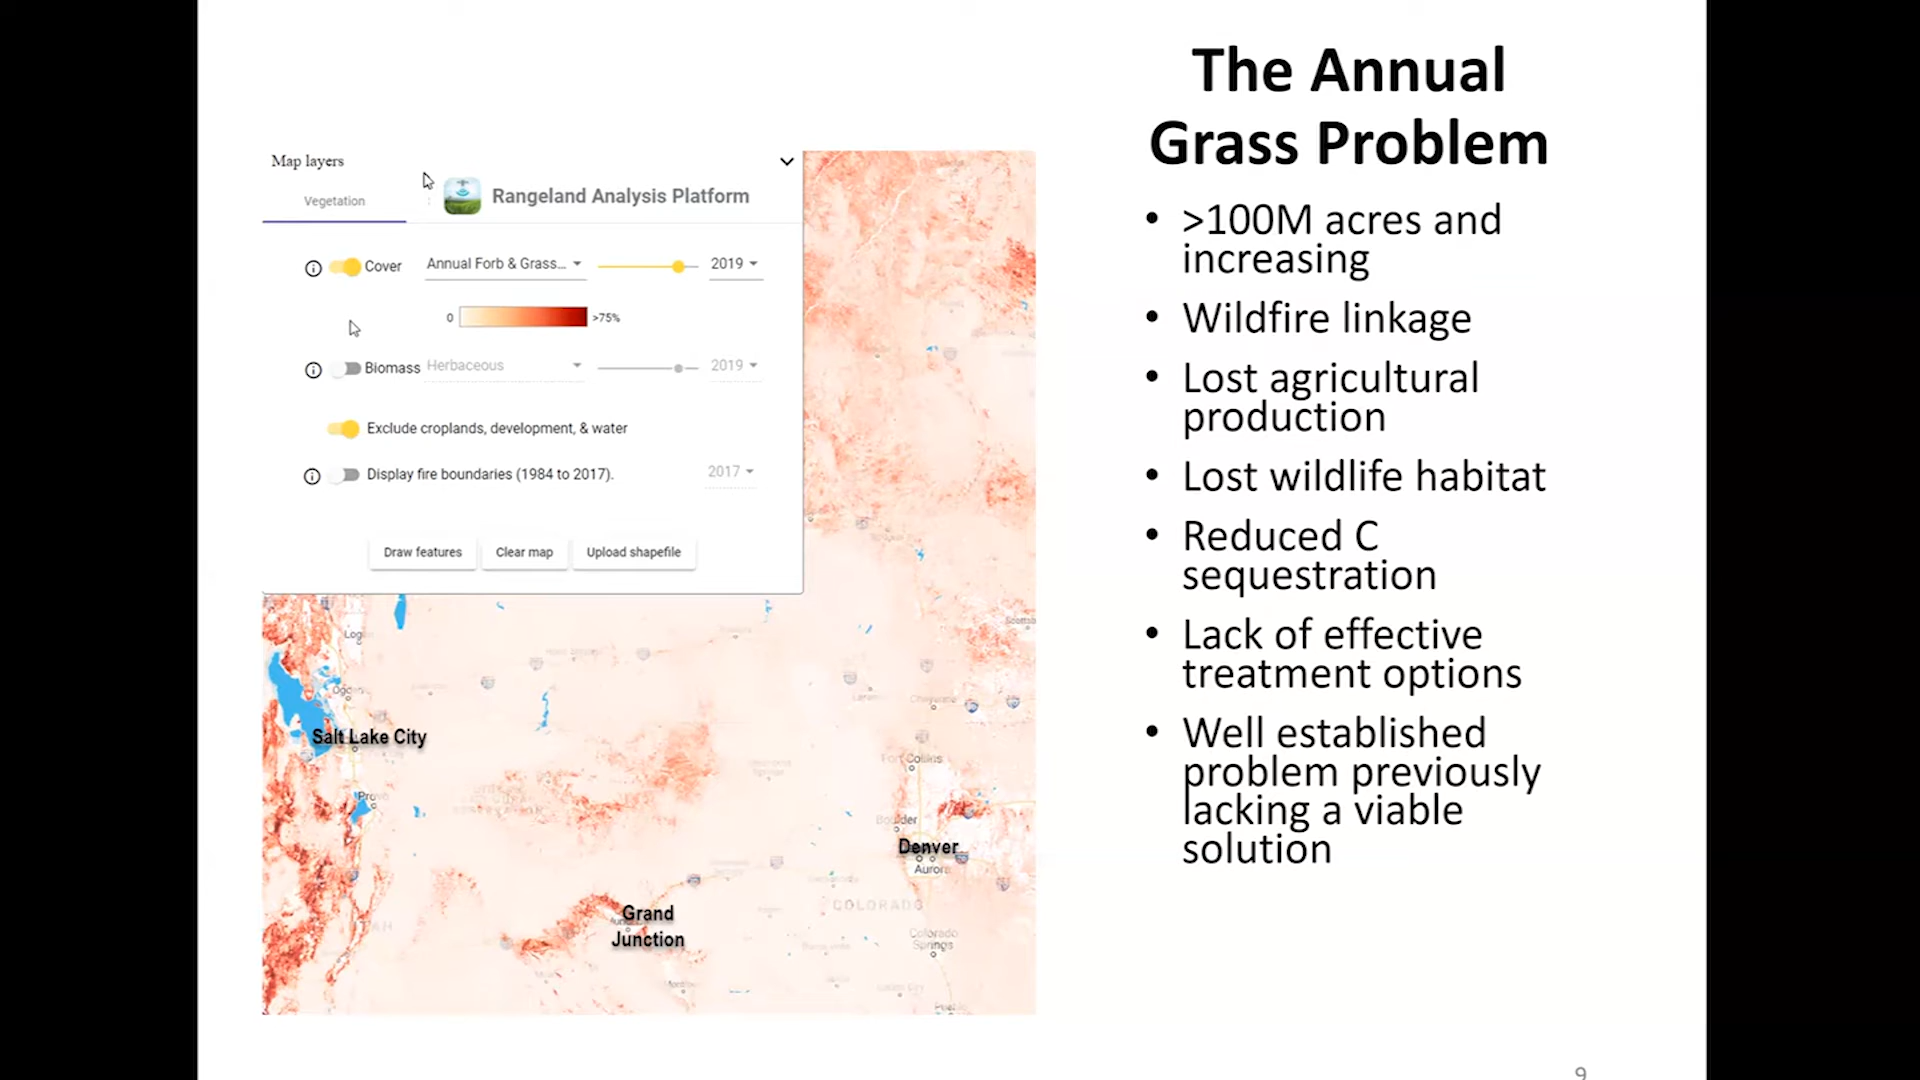 The Annual
Grass Problem
Map layers
Vegetation
Rangeland Analysis Platform
Cover
Annual Forb & Grass...
2019
0
>75%
Biomass
Herbaceous
2019
Exclude croplands, development, & water
Display fire boundaries (1984 to 2017).
2017
Draw features
Clear map
Upload shapefile
Ogden
Salt Lake City
Provo
UTAH
Fort Collins
Boulder
Denver
Aurora
COLORADO
Colorado
Springs
Grand
Junction
• >100M acres and
increasing
• Wildfire linkage
• Lost agricultural
production
• Lost wildlife habitat
• Reduced C
sequestration
• Lack of effective
treatment options
• Well established
problem previously
lacking a viable
solution
9